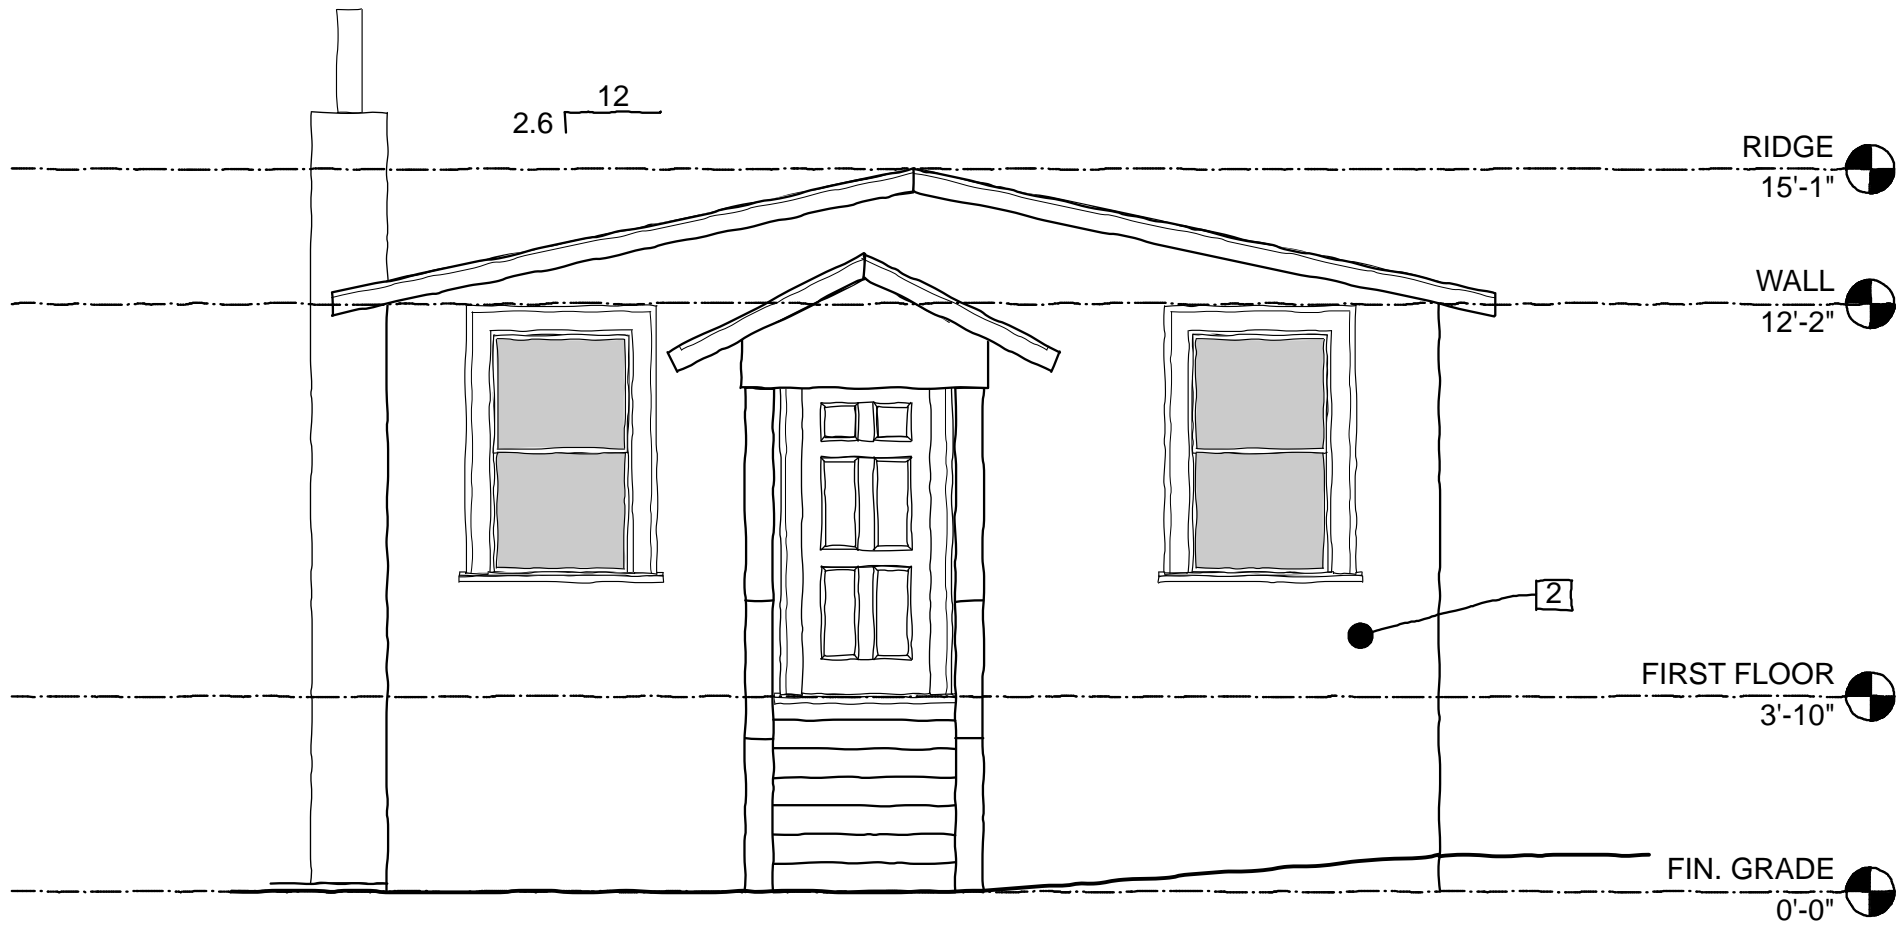 12
2.6
RIDGE
15'-1"
WALL
12'-2"
2
FIRST FLOOR
3'-10"
FIN. GRADE
0'-0"